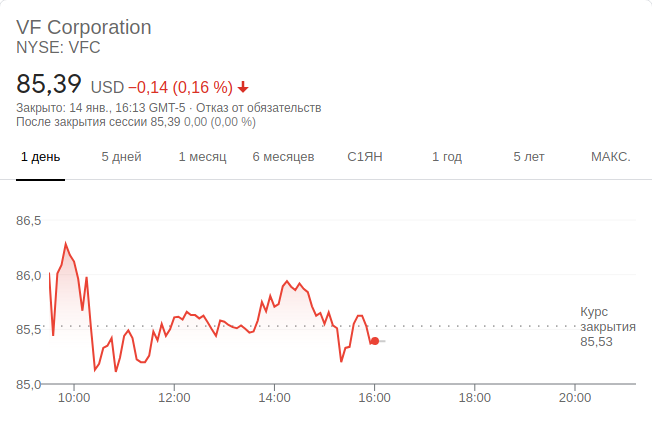 VF Corporation
NYSE: VFC
85,39 USD −0,14 (0,16 %)
Закрыто: 14 янв., 16:13 GMT-5 · Отказ от обязательств
После закрытия сессии 85,39 0,00 (0,00 %)
1 день 5 дней 1 месяц 6 месяцев С1ЯН 1 год 5 лет МАКС.
86,5
86,0
85,5
85,0
Курс
закрытия
85,53
10:00 12:00 14:00 16:00 18:00 20:00